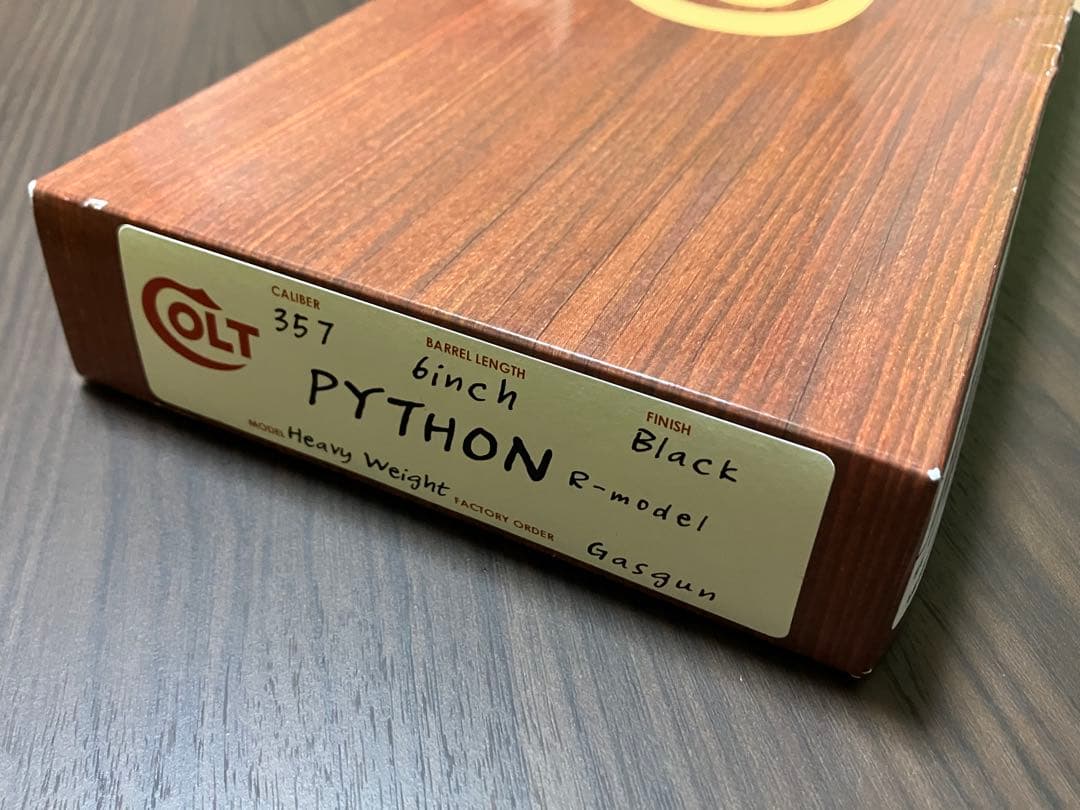 COLT
CALIBER
357
BARREL LENGTH
6inch
FINISH
Black
PYTHON R-model
MODEL Heavy Weight
FACTORY ORDER
Gasgun